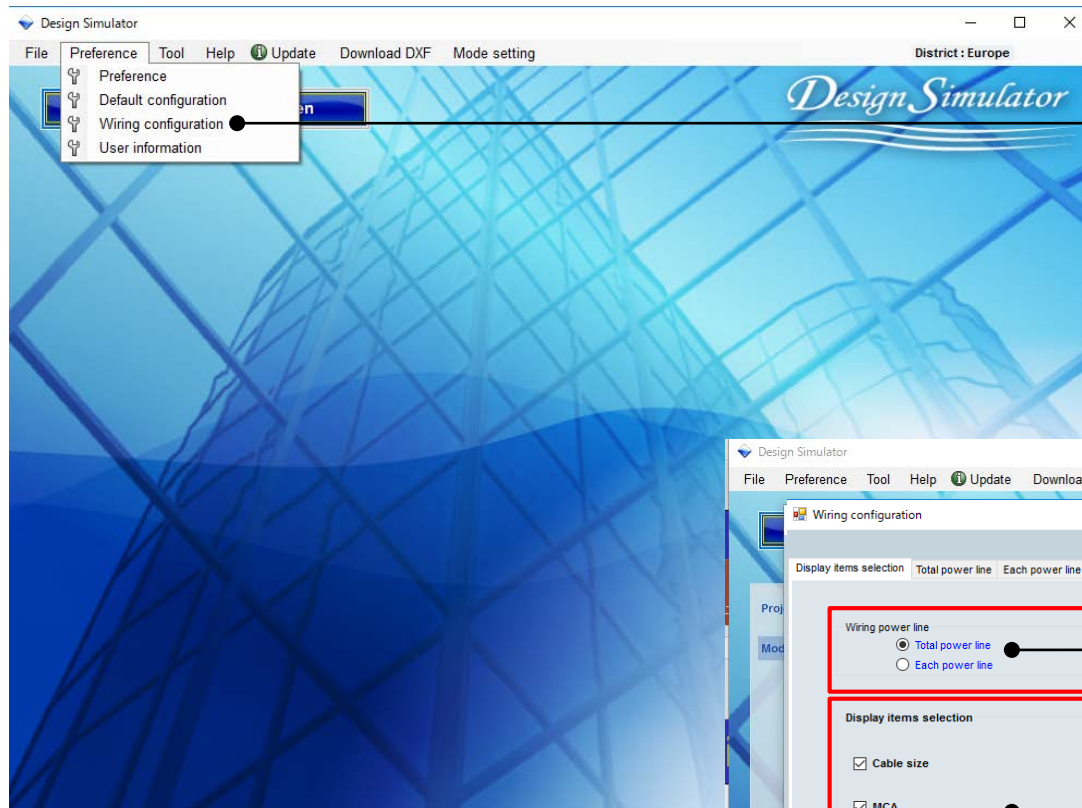 Design Simulator
File Preference Tool Help Update Download DXF Mode setting District : Europe
Preference
Default configuration
Wiring configuration
User information
Design Simulator
Design Simulator
File Preference Tool Help Update
Wiring configuration
Display items selection Total power line Each power line
Wiring power line
Total power line
Each power line
Display items selection
Cable size
MCA